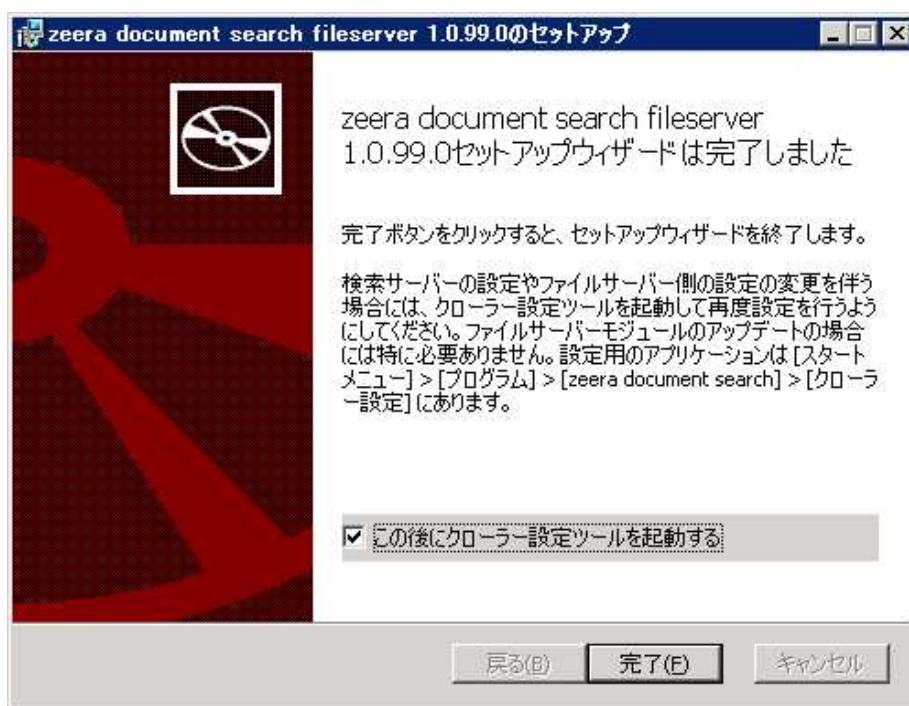 zeera document search fileserver 1.0.99.0のセットアップ
zeera document search fileserver
1.0.99.0セットアップウィザードは完了しました
完了ボタンをクリックすると、セットアップウィザードを終了します。
検索サーバーの設定やファイルサーバー側の設定の変更を伴う
場合には、クローラー設定ツールを起動して再度設定を行うよう
にしてください。ファイルサーバーモジュールのアップデートの場合
には特に必要ありません。設定用のアプリケーションは [スタート
メニュー] > [プログラム] > [zeera document search] > [クローラ
ー設定] にあります。
この後にクローラー設定ツールを起動する
戻る(B) 完了(F) キャンセル